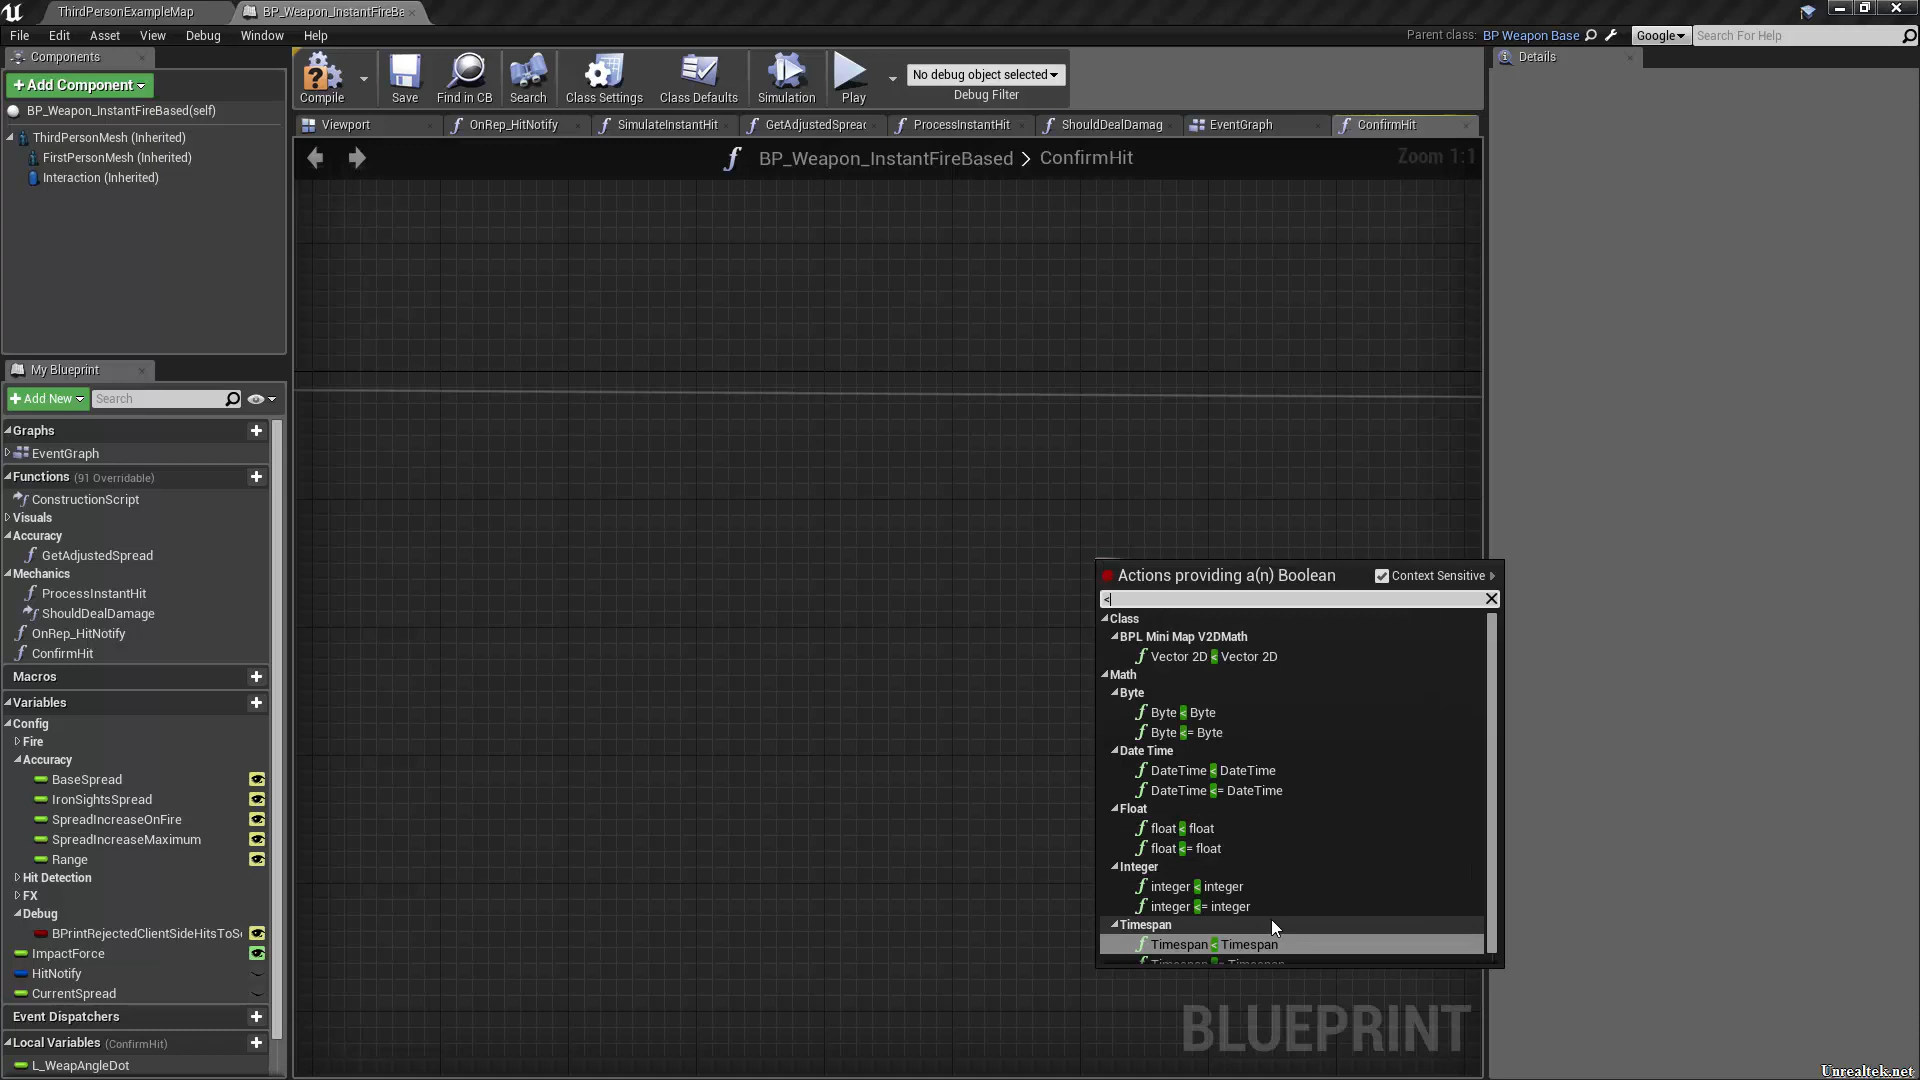 ThirdPersonExampleMap
BP_Weapon_InstantFireBa
File Edit Asset View Debug Window Help
Parent class: BP Weapon Base
Google
Search For Help
Components
Details
+ Add Component
BP_Weapon_InstantFireBased(self)
ThirdPersonMesh (Inherited)
FirstPersonMesh (Inherited)
Interaction (Inherited)
Compile
Save
Find in CB
Search
Class Settings
Class Defaults
Simulation
Play
No debug object selected
Debug Filter
Viewport
OnRep_HitNotify
SimulateInstantHit
GetAdjustedSpread
ProcessInstantHit
ShouldDealDamag
EventGraph
ConfirmHit
BP_Weapon_InstantFireBased > ConfirmHit
Zoom 1:1
My Blueprint
+ Add New
Search
Graphs
EventGraph
Functions (91 Overridable)
ConstructionScript
Visuals
Accuracy
GetAdjustedSpread
Mechanics
ProcessInstantHit
ShouldDealDamage
OnRep_HitNotify
ConfirmHit
Macros
Variables
Config
Fire
Accuracy
BaseSpread
IronSightsSpread
SpreadIncreaseOnFire
SpreadIncreaseMaximum
Range
Hit Detection
FX
Debug
BPrintRejectedClientSideHitsToSc
ImpactForce
HitNotify
CurrentSpread
Event Dispatchers
Local Variables (ConfirmHit)
L_WeapAngleDot
Actions providing a(n) Boolean
Context Sensitive
<
Class
BPL Mini Map V2DMath
Vector 2D < Vector 2D
Math
Byte
Byte < Byte
Byte <= Byte
Date Time
DateTime < DateTime
DateTime <= DateTime
Float
float < float
float <= float
Integer
integer < integer
integer <= integer
Timespan
Timespan < Timespan
Timespan <= Timespan
BLUEPRINT
Unrealtek.net